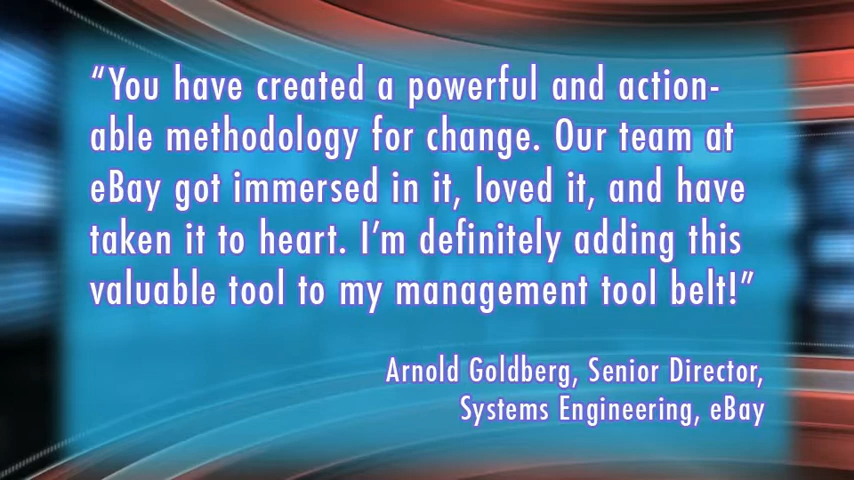 “You have created a powerful and action-
able methodology for change. Our team at
eBay got immersed in it, loved it, and have
taken it to heart. I’m definitely adding this
valuable tool to my management tool belt!”
Arnold Goldberg, Senior Director,
Systems Engineering, eBay